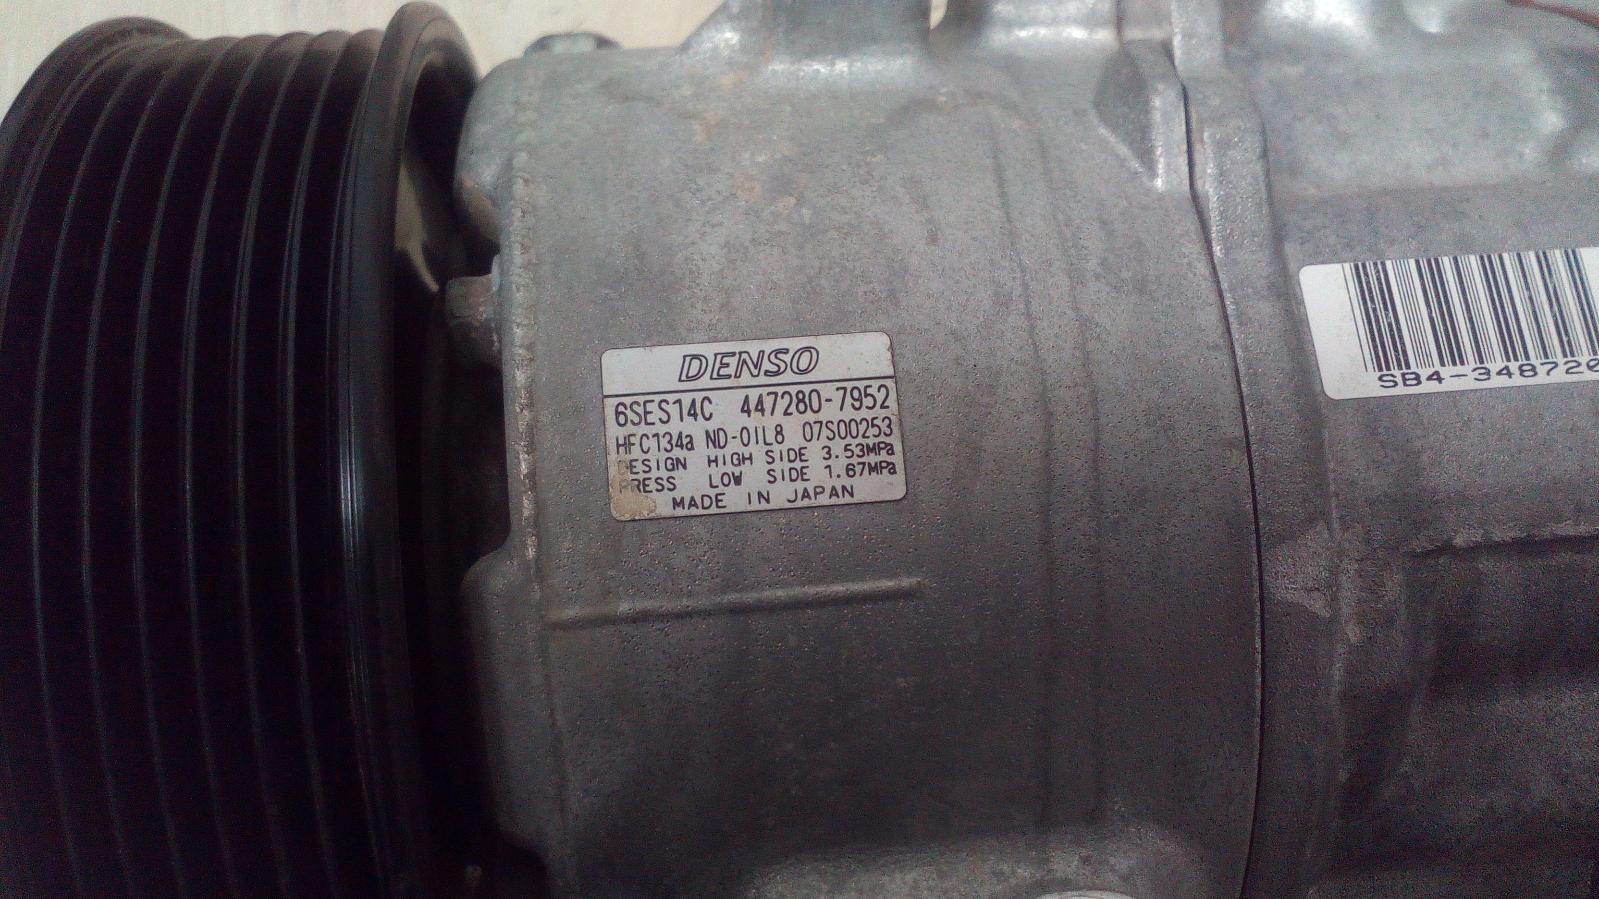 DENSO
6SES14C 447280-7952
HFC134a ND-OIL8 07S00253
DESIGN HIGH SIDE 3.53MPa
PRESS LOW SIDE 1.67MPa
MADE IN JAPAN
SB4-348720